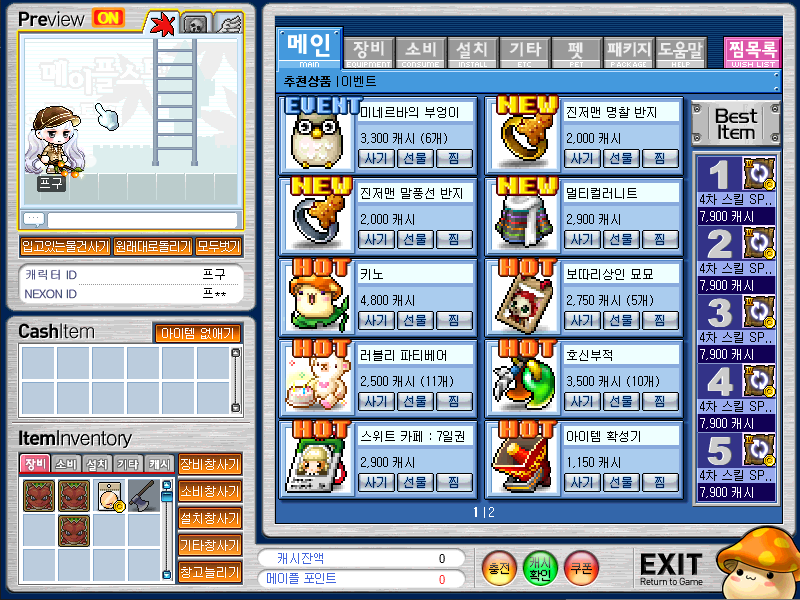 Preview ON
메이플스토리
프구
입고있는물건사기 원래대로돌리기 모두벗기
캐릭터 ID 프구
NEXON ID 프**
CashItem 아이템 없애기
ItemInventory
장비 소비 설치 기타 캐시 장비창사기
소비창사기
설치창사기
기타창사기
창고늘리기
메인 장비 소비 설치 기타 펫 패키지 도움말 찜목록
MAIN EQUIPMENT CONSUME INSTALL ETC PET PACKAGE HELP WISH LIST
추천상품 | 이벤트
EVENT
미네르바의 부엉이
3,300 캐시 (6개)
사기 선물 찜
NEW
진저맨 명찰 반지
2,000 캐시
사기 선물 찜
NEW
진저맨 말풍선 반지
2,000 캐시
사기 선물 찜
NEW
멀티컬러니트
2,900 캐시
사기 선물 찜
HOT
키노
4,800 캐시
사기 선물 찜
HOT
보따리상인 묘묘
2,750 캐시 (5개)
사기 선물 찜
HOT
러블리 파티베어
2,500 캐시 (11개)
사기 선물 찜
HOT
호신부적
3,500 캐시 (10개)
사기 선물 찜
HOT
스위트 카페 : 7일권
2,900 캐시
사기 선물 찜
HOT
아이템 확성기
1,150 캐시
사기 선물 찜
1 | 2
Best
Item
1
4차 스킬 SP..
7,900 캐시
2
4차 스킬 SP..
7,900 캐시
3
4차 스킬 SP..
7,900 캐시
4
4차 스킬 SP..
7,900 캐시
5
4차 스킬 SP..
7,900 캐시
캐시잔액 0
메이플 포인트 0
충전
캐시
확인
쿠폰
EXIT
Return to Game